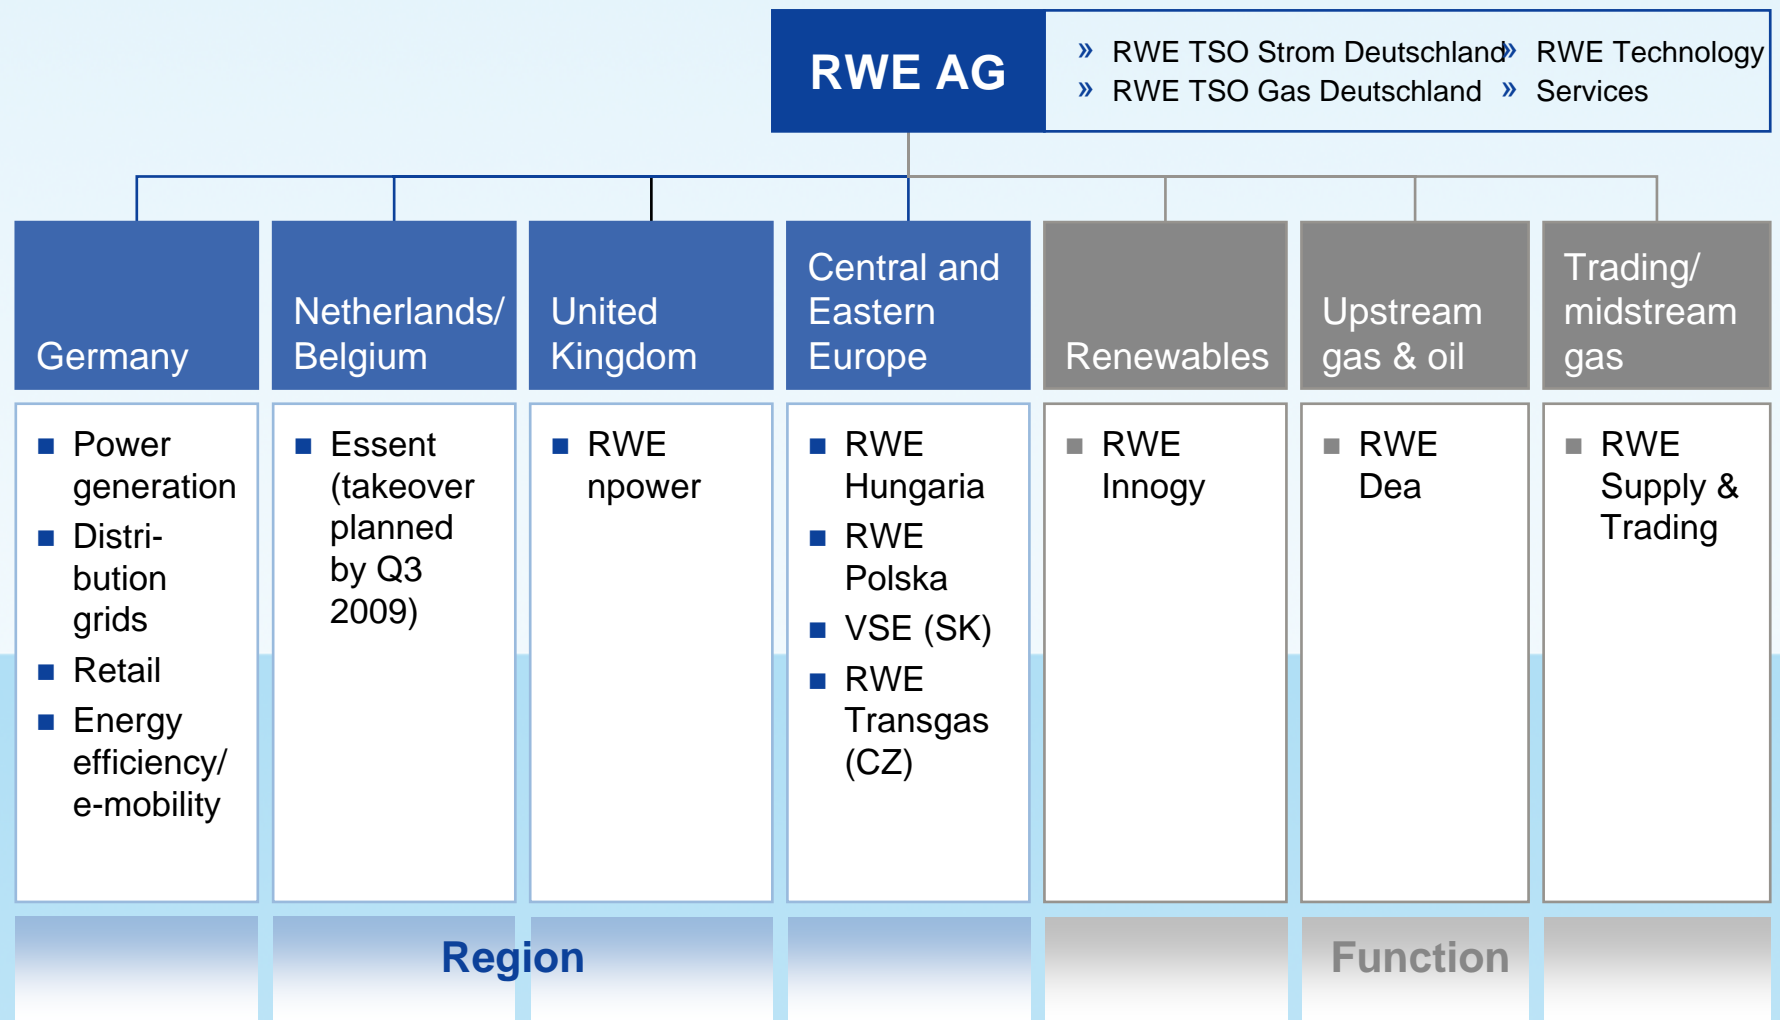 RWE AG
» RWE TSO Strom Deutschland
» RWE TSO Gas Deutschland
» RWE Technology
» Services
Germany
■ Power
generation
■ Distri-
bution
grids
■ Retail
■ Energy
efficiency/
e-mobility
Netherlands/
Belgium
■ Essent
(takeover
planned
by Q3
2009)
United
Kingdom
■ RWE
npower
Central and
Eastern
Europe
■ RWE
Hungaria
■ RWE
Polska
■ VSE (SK)
■ RWE
Transgas
(CZ)
Renewables
■ RWE
Innogy
Upstream
gas & oil
■ RWE
Dea
Trading/
midstream
gas
■ RWE
Supply &
Trading
Region
Function